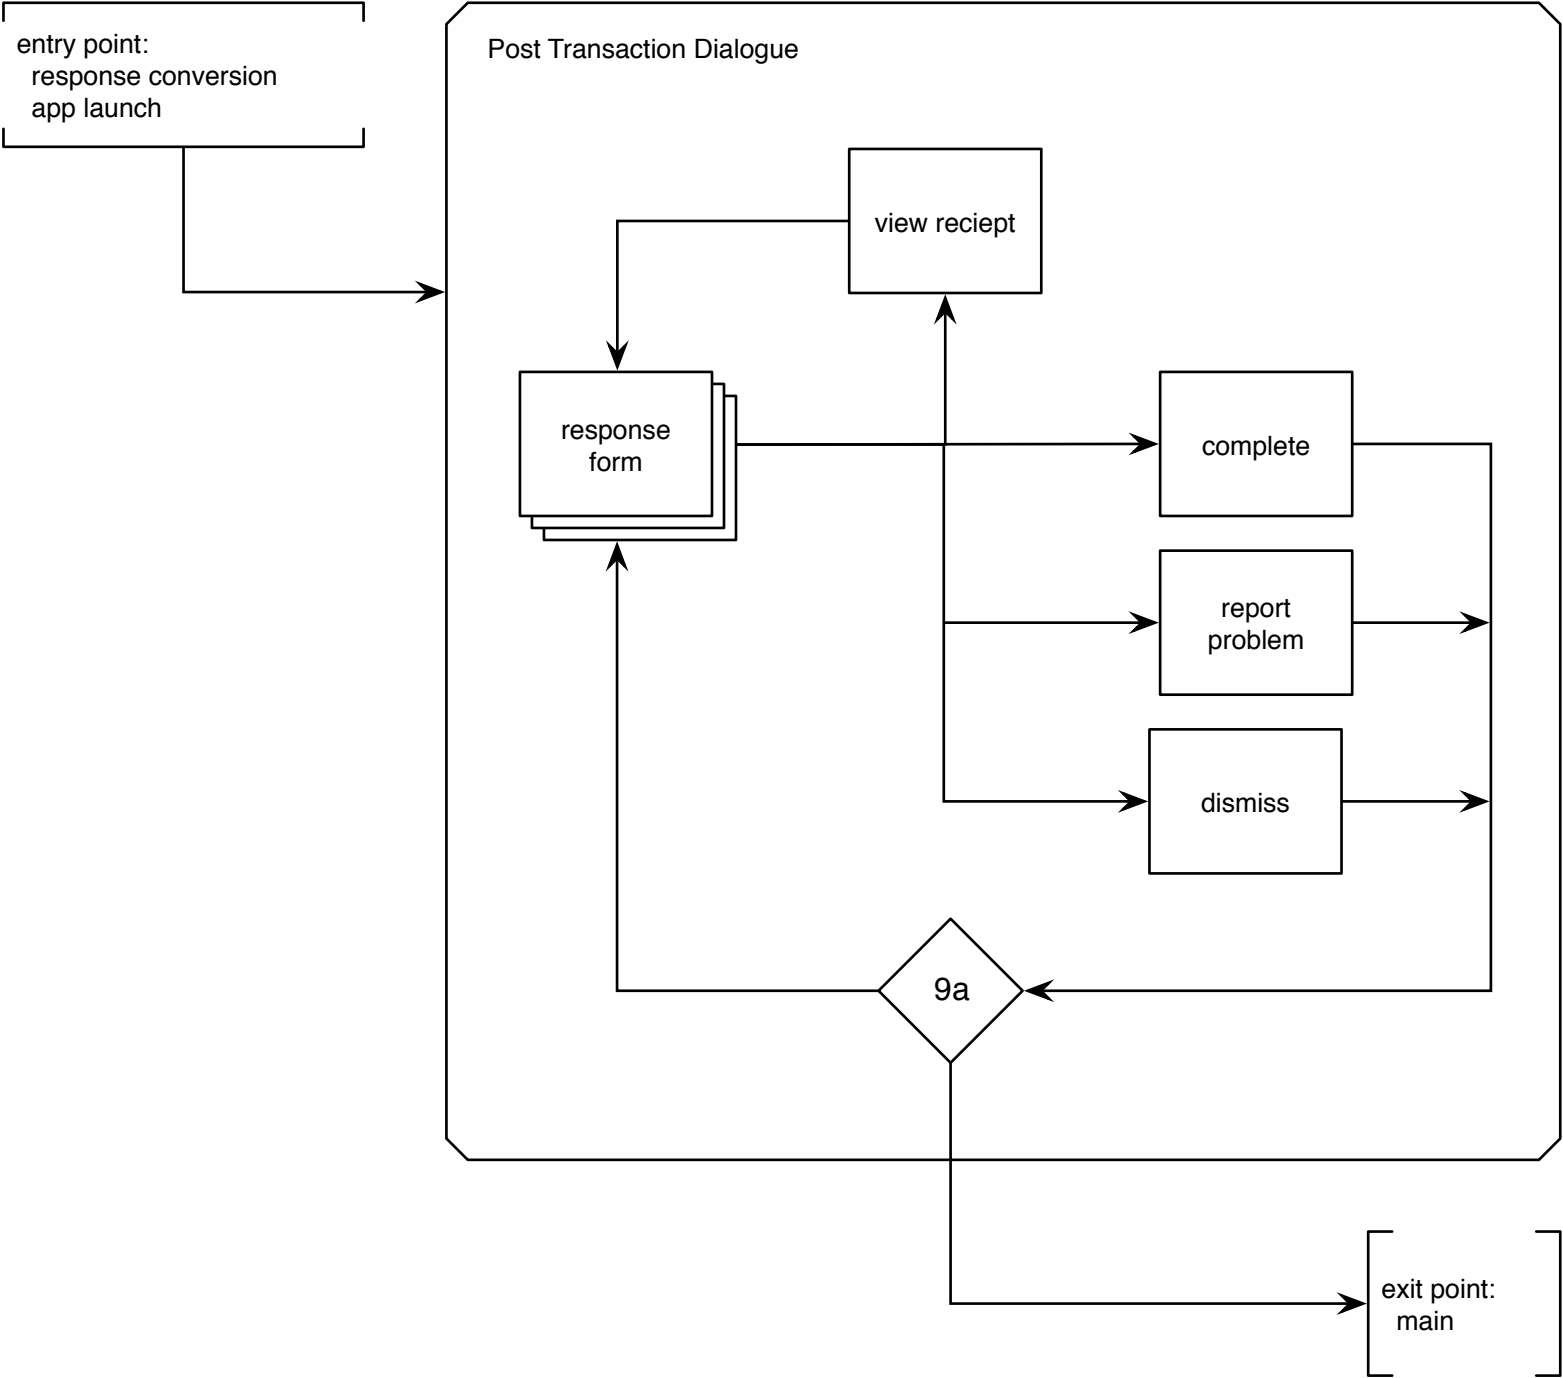 entry point:
response conversion
app launch
Post Transaction Dialogue
view reciept
response
form
complete
report
problem
dismiss
9a
exit point:
main